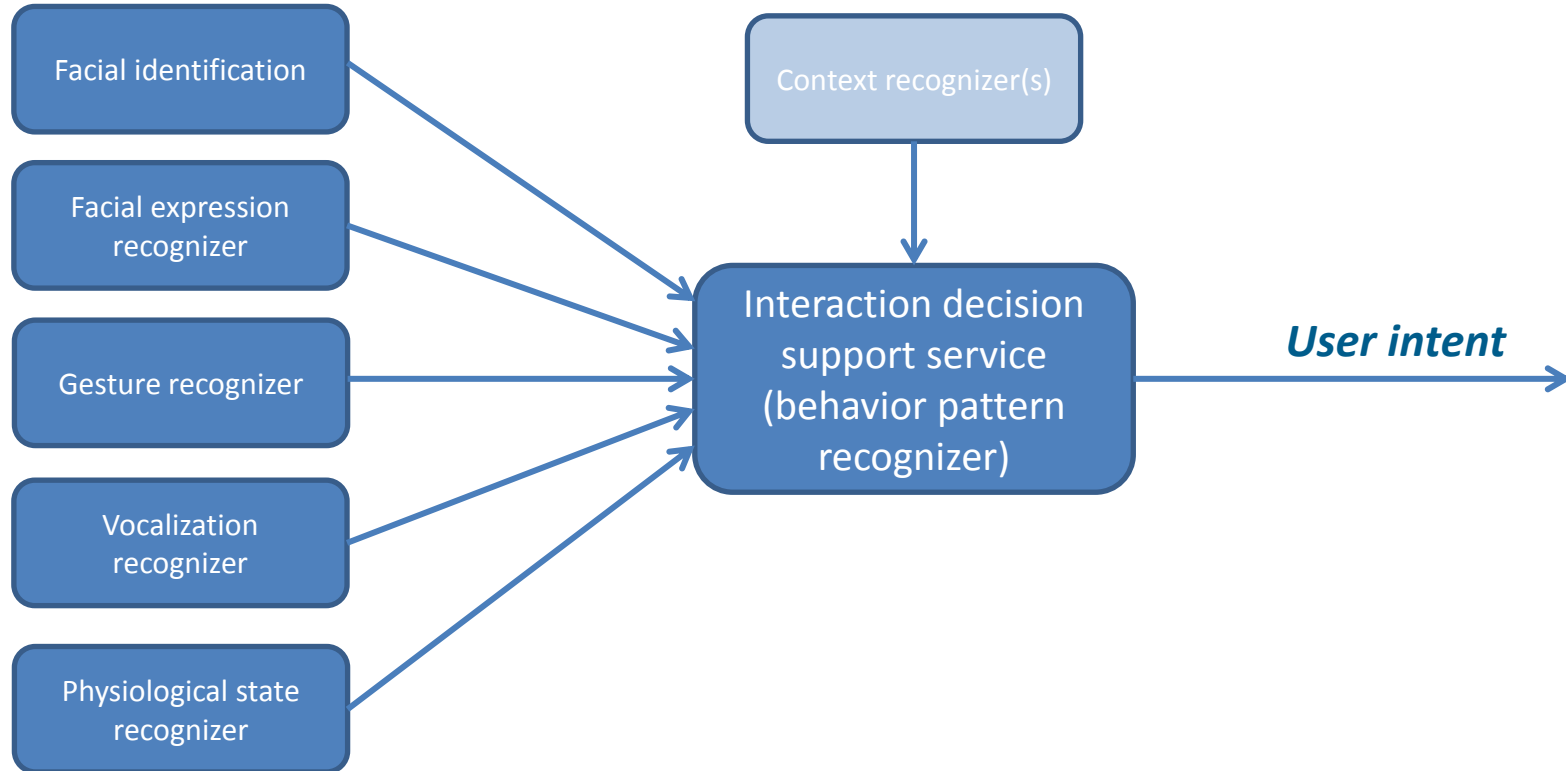 Facial identification
Context recognizer(s)
Facial expression
recognizer
Gesture recognizer
Vocalization
recognizer
Physiological state
recognizer
Interaction decision
support service
(behavior pattern
recognizer)
User intent